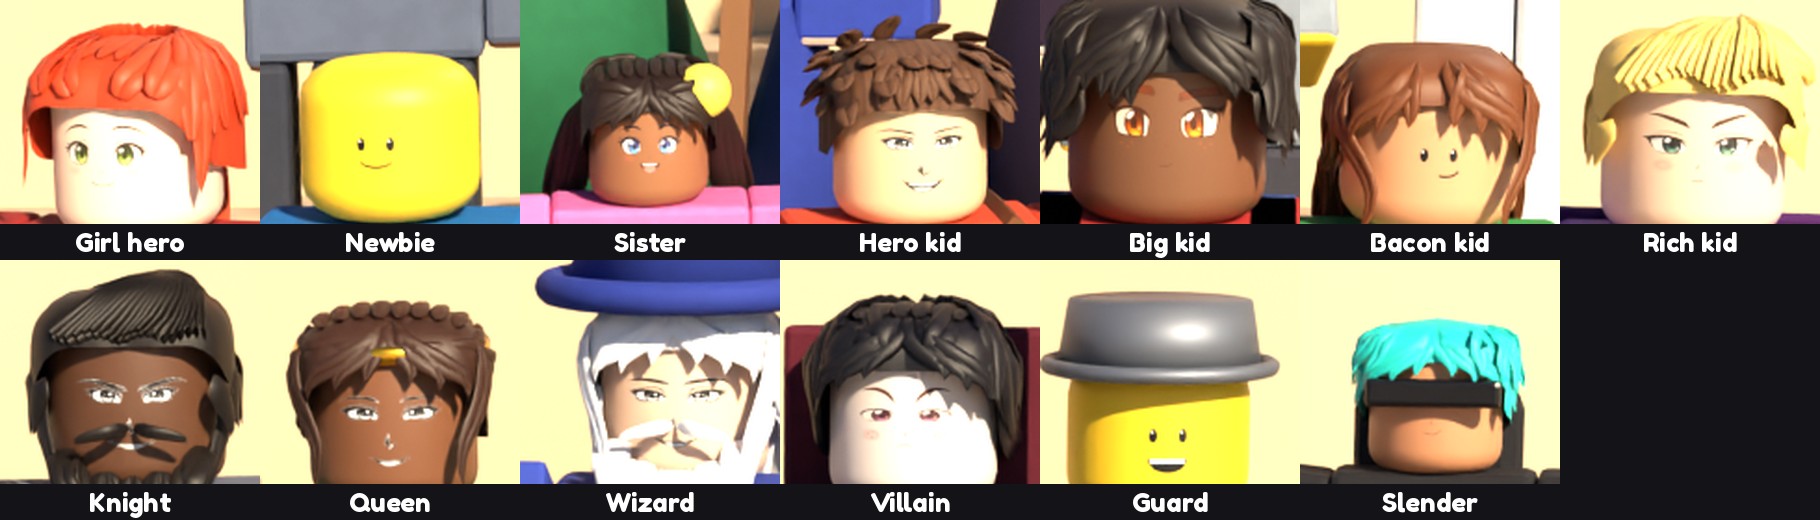 Girl hero
Newbie
Sister
Hero kid
Big kid
Bacon kid
Rich kid
Knight
Queen
Wizard
Villain
Guard
Slender